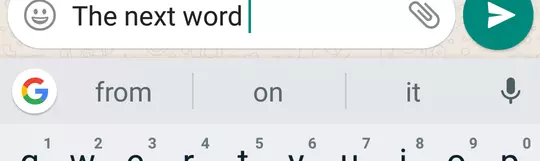 The next word
from on it
1 2 3 4 5 6 7 8 9 0
q w e r t y u i o p